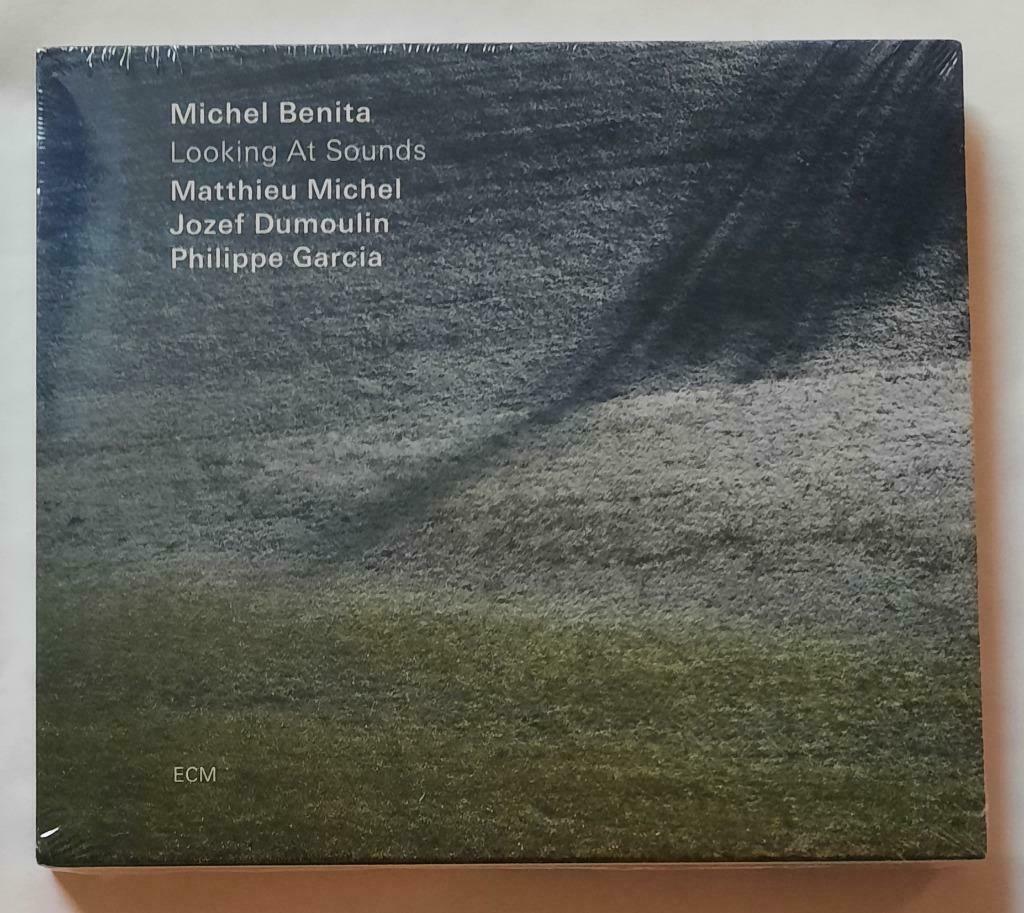 Michel Benita
Looking At Sounds
Matthieu Michel
Jozef Dumoulin
Philippe Garcia
ECM